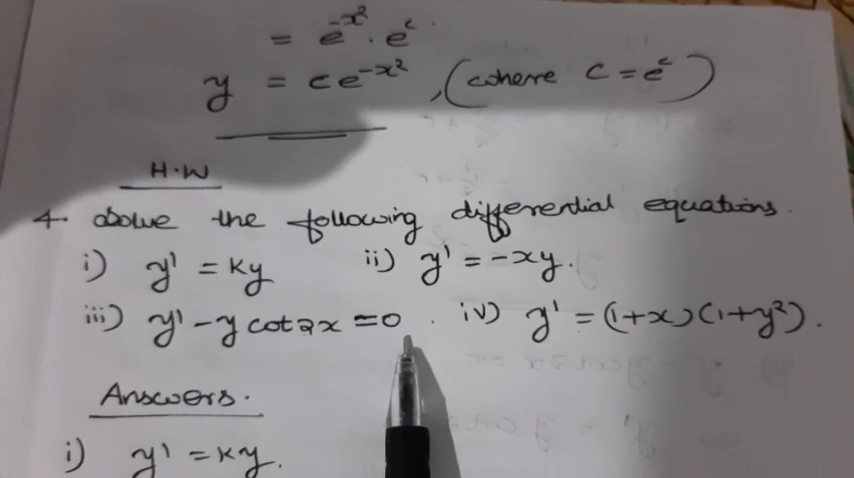 = e^{-x²} . e^c
y = ce^{-x²}, (where c = e^c)
H.W
4. Solve the following differential equations.
i) y' = ky ii) y' = -xy.
iii) y' - y cot2x = 0. iv) y' = (1+x)(1+y²).
Answers.
i) y' = ky.